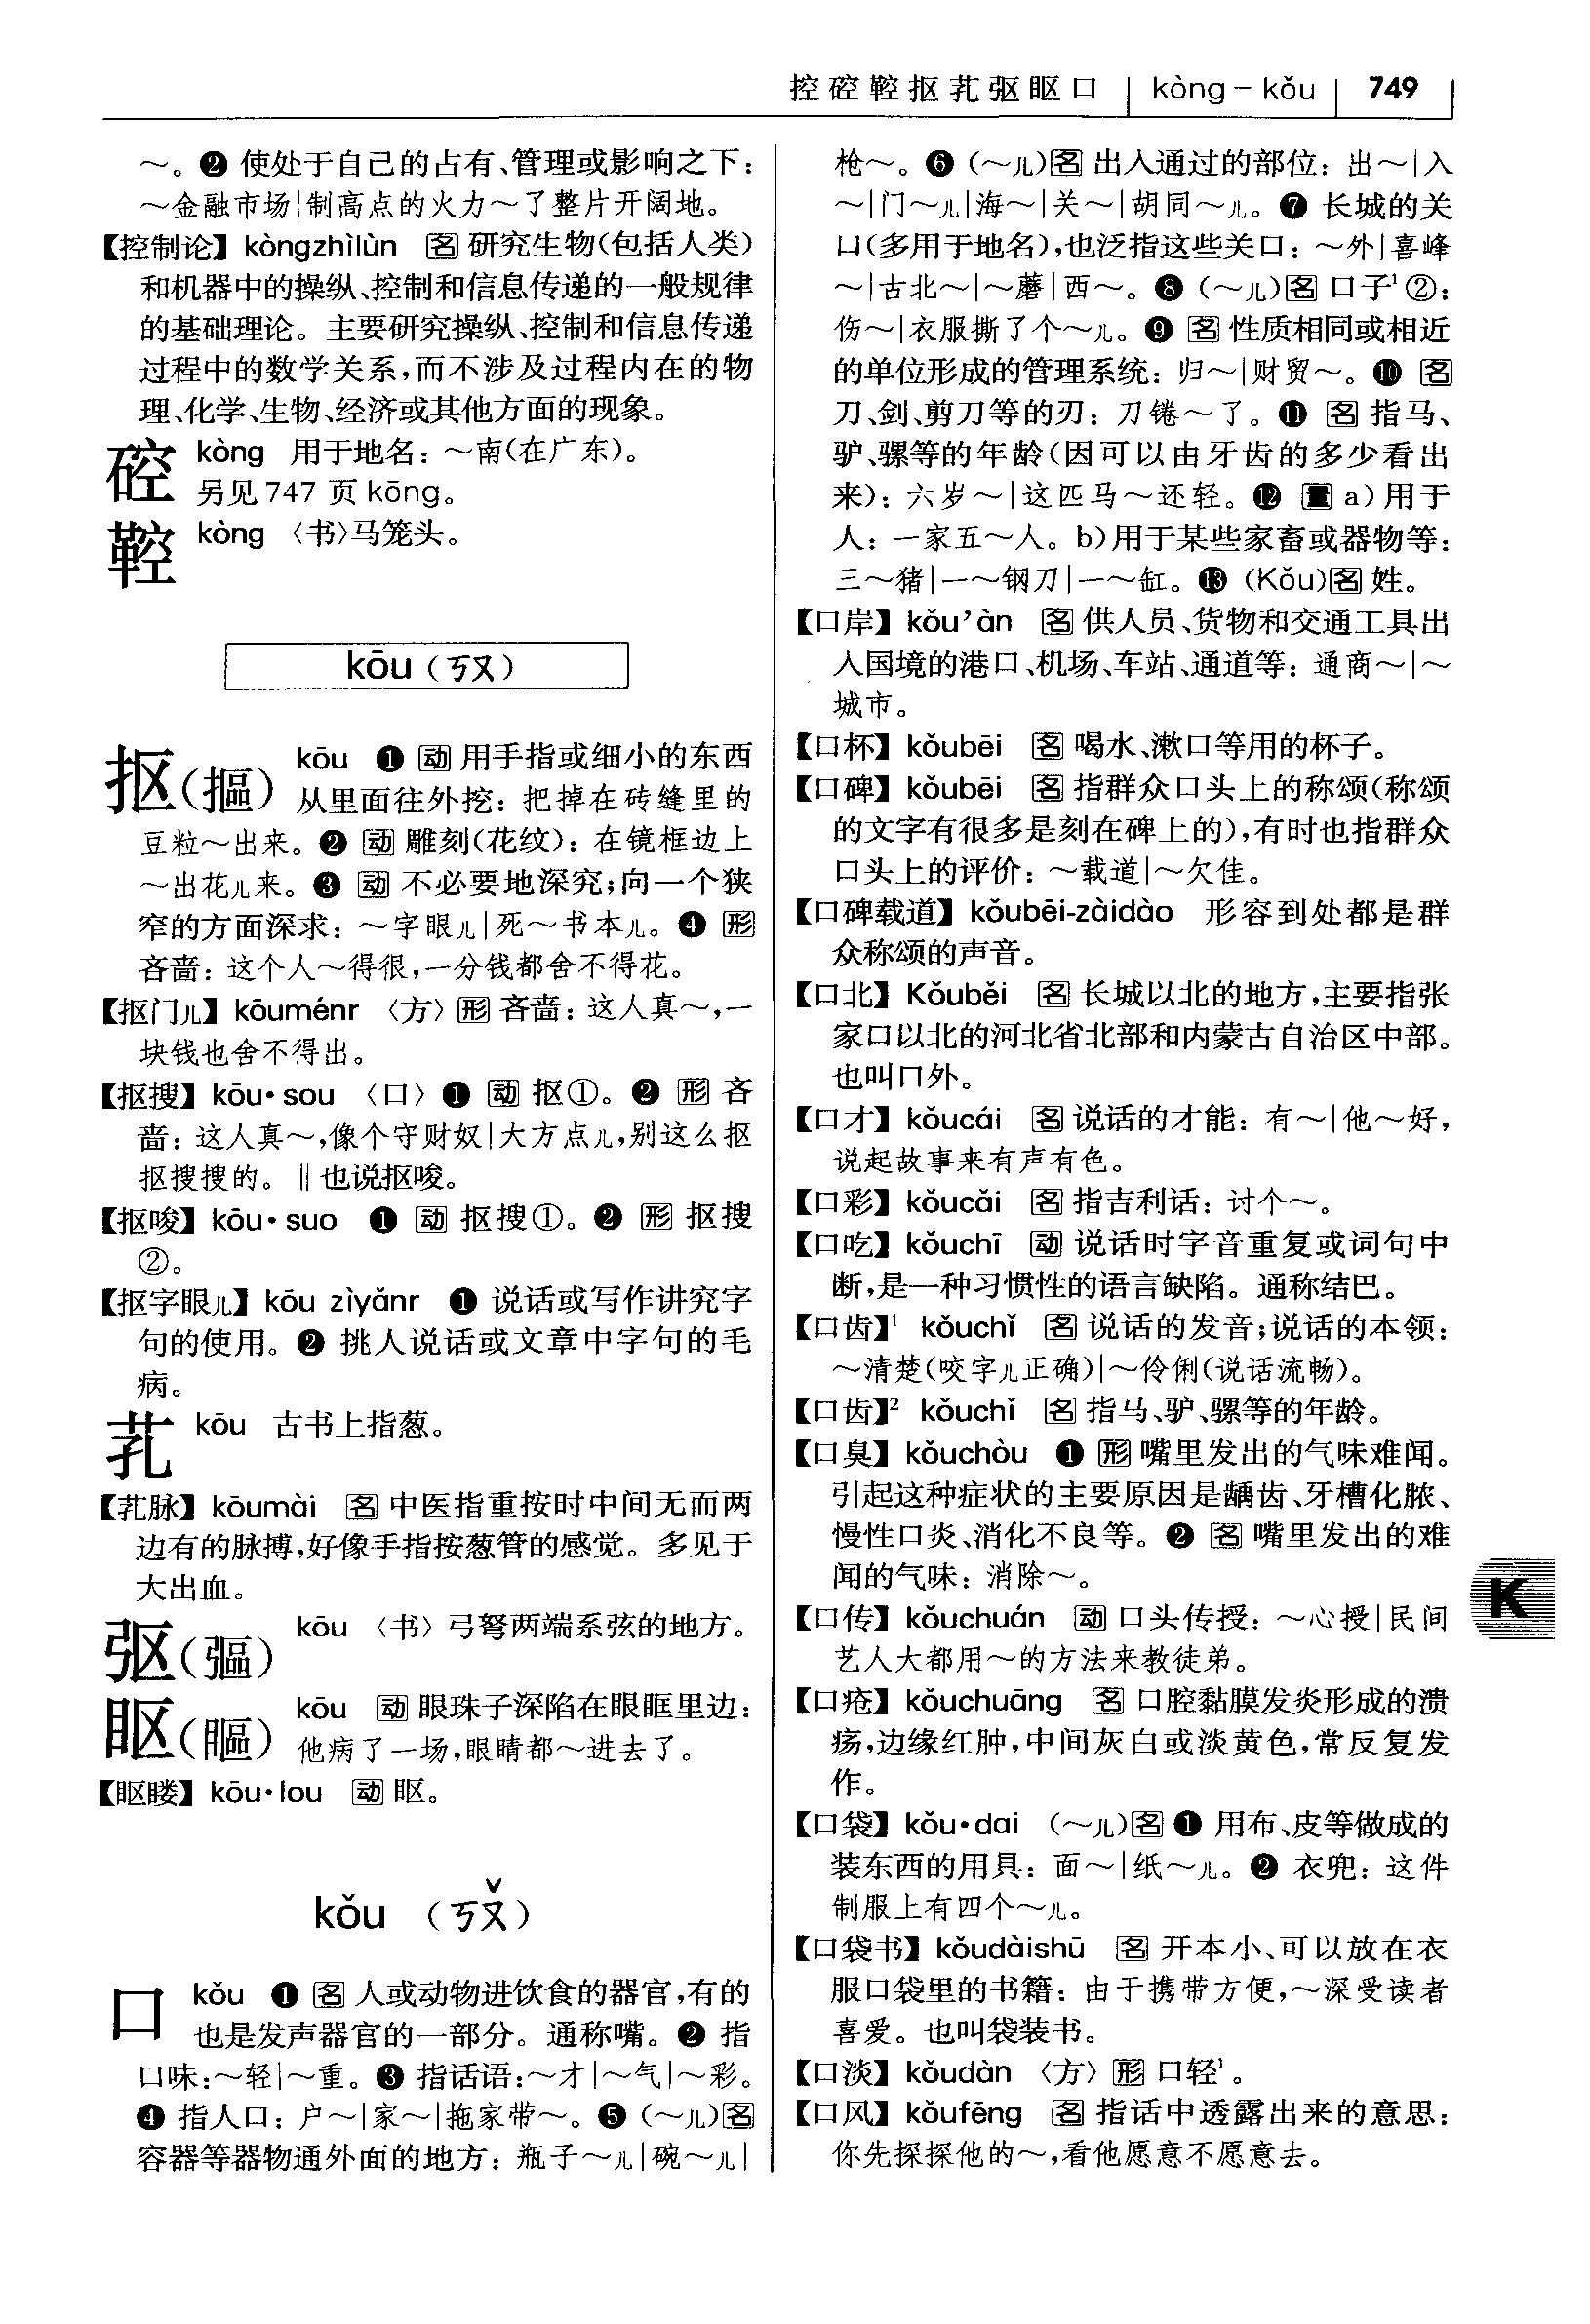 控硿鞚抠芤𫸩眍口 | kòng－kǒu | 749
～。❷ 使处于自己的占有、管理或影响之下：
～金融市场|制高点的火力～了整片开阔地。
【控制论】kòngzhìlùn 名 研究生物（包括人类）
和机器中的操纵、控制和信息传递的一般规律
的基础理论。主要研究操纵、控制和信息传递
过程中的数学关系，而不涉及过程内在的物
理、化学、生物、经济或其他方面的现象。
硿 kòng 用于地名：～南（在广东）。
另见747 页 kōng。
鞚 kòng 〈书〉马笼头。
kōu（ㄎㄡ）
抠（摳） kōu ❶ 动 用手指或细小的东西
从里面往外挖：把掉在砖缝里的
豆粒～出来。❷ 动 雕刻（花纹）：在镜框边上
～出花儿来。❸ 动 不必要地深究；向一个狭
窄的方面深求：～字眼儿|死～书本儿。❹ 形
吝啬：这个人～得很，一分钱都舍不得花。
【抠门儿】kōuménr 〈方〉形 吝啬：这人真～，一
块钱也舍不得出。
【抠搜】kōu•sou 〈口〉❶ 动 抠①。❷ 形 吝
啬：这人真～，像个守财奴|大方点儿，别这么抠
抠搜搜的。‖也说抠唆。
【抠唆】kōu•suo ❶ 动 抠搜①。❷ 形 抠搜
②。
【抠字眼儿】kōu zìyǎnr ❶ 说话或写作讲究字
句的使用。❷ 挑人说话或文章中字句的毛
病。
芤 kōu 古书上指葱。
【芤脉】kōumài 名 中医指重按时中间无而两
边有的脉搏，好像手指按葱管的感觉。多见于
大出血。
𫸩（彄） kōu 〈书〉弓弩两端系弦的地方。
眍（瞘） kōu 动 眼珠子深陷在眼眶里边：
他病了一场，眼睛都～进去了。
【眍䁖】kōu•lou 动 眍。
kǒu （ㄎㄡˇ）
口 kǒu ❶ 名 人或动物进饮食的器官，有的
也是发声器官的一部分。通称嘴。❷ 指
口味：～轻|～重。❸ 指话语：～才|～气|～彩。
❹ 指人口：户～|家～|拖家带～。❺（～儿）名
容器等器物通外面的地方：瓶子～儿|碗～儿|
枪～。❻（～儿）名 出入通过的部位：出～|入
～|门～儿|海～|关～|胡同～儿。❼ 长城的关
口（多用于地名），也泛指这些关口：～外|喜峰
～|古北～|～蘑|西～。❽（～儿）名 口子¹②：
伤～|衣服撕了个～儿。❾ 名 性质相同或相近
的单位形成的管理系统：归～|财贸～。❿ 名
刀、剑、剪刀等的刃：刀锩～了。⓫ 名 指马、
驴、骡等的年龄（因可以由牙齿的多少看出
来）：六岁～|这匹马～还轻。⓬ 量 a）用于
人：一家五～人。b）用于某些家畜或器物等：
三～猪|一～钢刀|一～缸。⓭（Kǒu）名 姓。
【口岸】kǒu’àn 名 供人员、货物和交通工具出
入国境的港口、机场、车站、通道等：通商～|～
城市。
【口杯】kǒubēi 名 喝水、漱口等用的杯子。
【口碑】kǒubēi 名 指群众口头上的称颂（称颂
的文字有很多是刻在碑上的），有时也指群众
口头上的评价：～载道|～欠佳。
【口碑载道】kǒubēi-zàidào 形容到处都是群
众称颂的声音。
【口北】Kǒuběi 名 长城以北的地方，主要指张
家口以北的河北省北部和内蒙古自治区中部。
也叫口外。
【口才】kǒucái 名 说话的才能：有～|他～好，
说起故事来有声有色。
【口彩】kǒucǎi 名 指吉利话：讨个～。
【口吃】kǒuchī 动 说话时字音重复或词句中
断，是一种习惯性的语言缺陷。通称结巴。
【口齿】¹ kǒuchǐ 名 说话的发音；说话的本领：
～清楚（咬字儿正确）|～伶俐（说话流畅）。
【口齿】² kǒuchǐ 名 指马、驴、骡等的年龄。
【口臭】kǒuchòu ❶ 形 嘴里发出的气味难闻。
引起这种症状的主要原因是龋齿、牙槽化脓、
慢性口炎、消化不良等。❷ 名 嘴里发出的难
闻的气味：消除～。
【口传】kǒuchuán 动 口头传授：～心授|民间
艺人大都用～的方法来教徒弟。
【口疮】kǒuchuāng 名 口腔黏膜发炎形成的溃
疡，边缘红肿，中间灰白或淡黄色，常反复发
作。
【口袋】kǒu•dai （～儿）名 ❶ 用布、皮等做成的
装东西的用具：面～|纸～儿。❷ 衣兜：这件
制服上有四个～儿。
【口袋书】kǒudàishū 名 开本小、可以放在衣
服口袋里的书籍：由于携带方便，～深受读者
喜爱。也叫袋装书。
【口淡】kǒudàn 〈方〉形 口轻¹。
【口风】kǒufēng 名 指话中透露出来的意思：
你先探探他的～，看他愿意不愿意去。
K